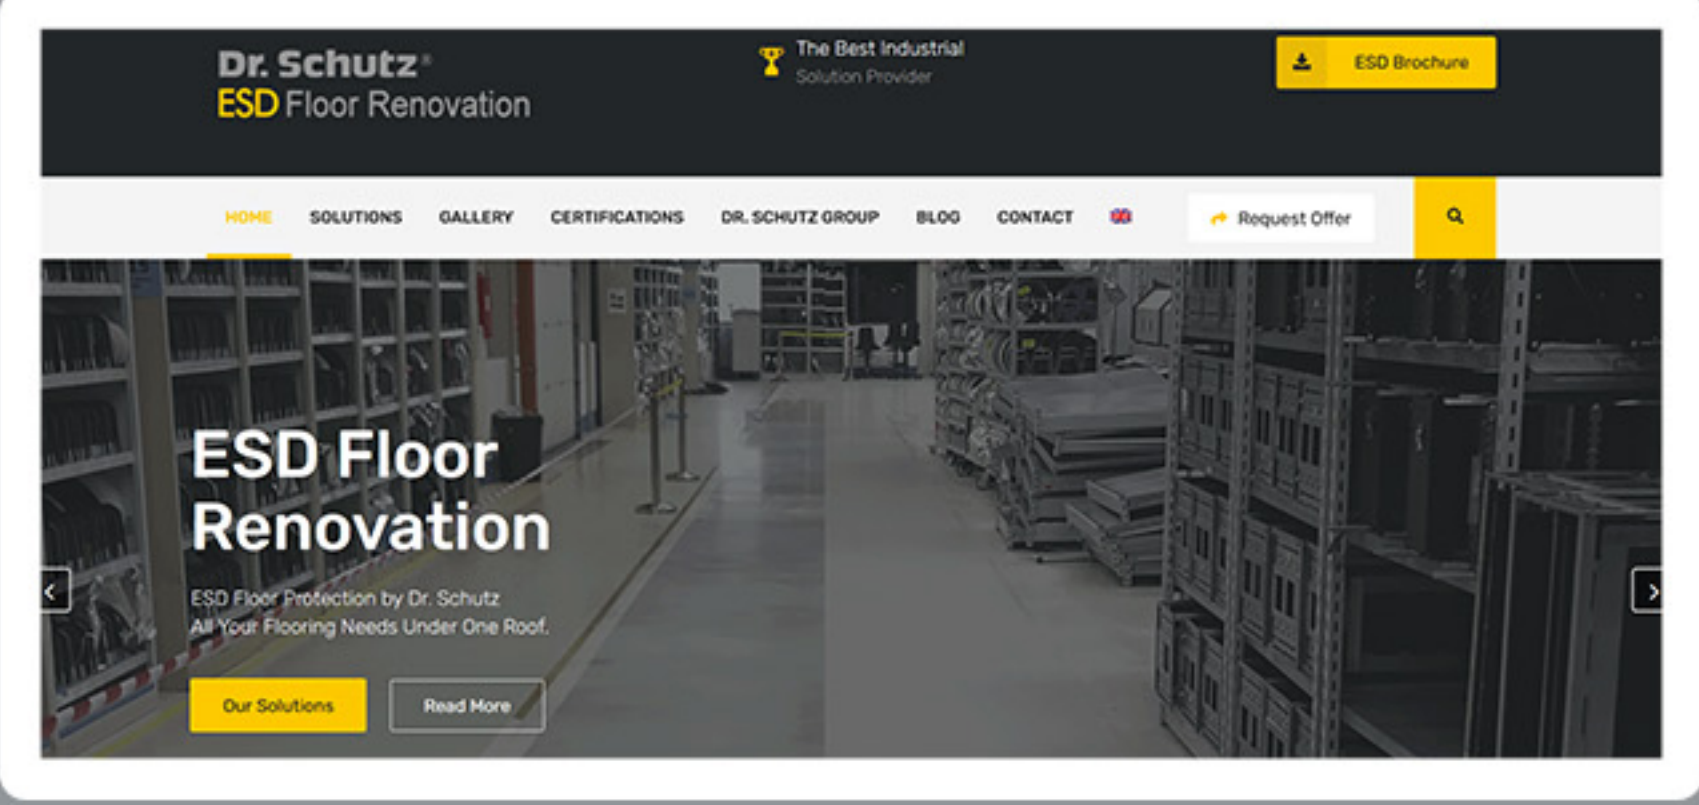 Dr. Schutz®
ESD Floor Renovation
The Best Industrial
Solution Provider
ESD Brochure
HOME
SOLUTIONS
GALLERY
CERTIFICATIONS
DR. SCHUTZ GROUP
BLOG
CONTACT
Request Offer
ESD Floor
Renovation
ESD Floor Protection by Dr. Schutz
All Your Flooring Needs Under One Roof.
Our Solutions
Read More